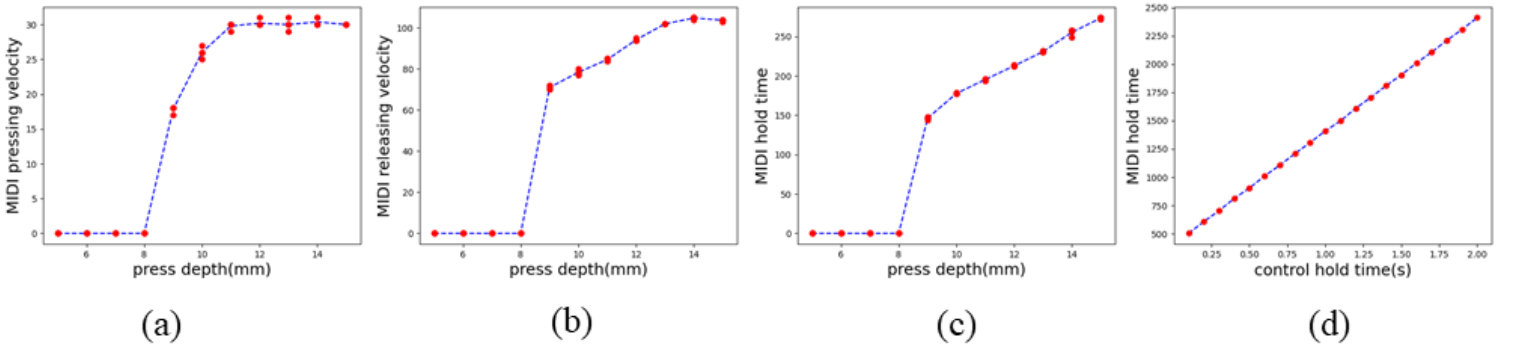 MIDI pressing velocity
30
25
20
15
10
5
0
6 8 10 12 14
press depth(mm)
(a)
MIDI releasing velocity
100
80
60
40
20
0
6 8 10 12 14
press depth(mm)
(b)
MIDI hold time
250
200
150
100
50
0
6 8 10 12 14
press depth(mm)
(c)
MIDI hold time
2500
2250
2000
1750
1500
1250
1000
750
500
0.25 0.50 0.75 1.00 1.25 1.50 1.75 2.00
control hold time(s)
(d)